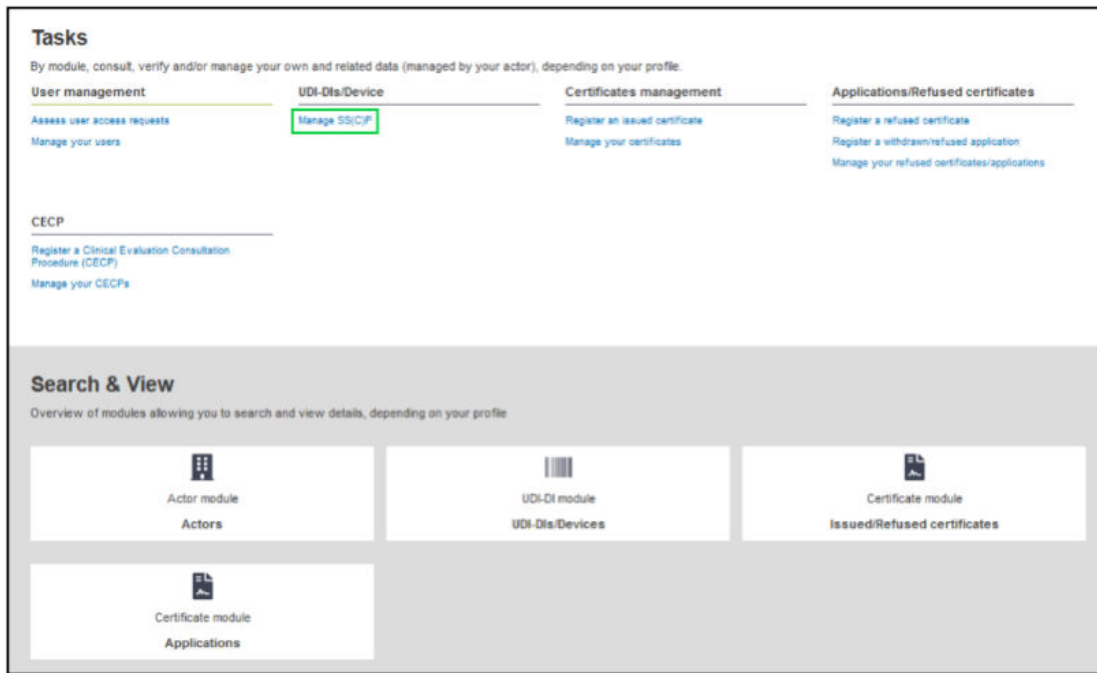 Tasks
By module, consult, verify and/or manage your own and related data (managed by your actor), depending on your profile.
User management
Assess user access requests
Manage your users
UDI-DIs/Device
Manage SS(C)P
Certificates management
Register an issued certificate
Manage your certificates
Applications/Refused certificates
Register a refused certificate
Register a withdrawn/refused application
Manage your refused certificates/applications
CECP
Register a Clinical Evaluation Consultation
Procedure (CECP)
Manage your CECPs
Search & View
Overview of modules allowing you to search and view details, depending on your profile
Actor module
Actors
UDI-DI module
UDI-DIs/Devices
Certificate module
Issued/Refused certificates
Certificate module
Applications